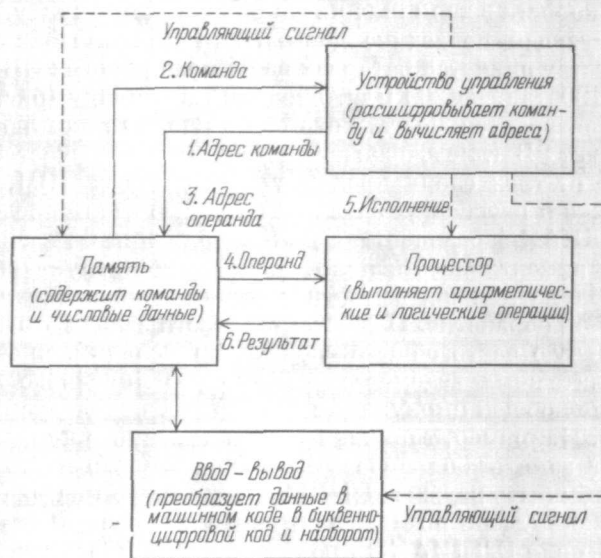 Управляющий сигнал
2. Команда
Устройство управления
(расшифровывает коман-
ду и вычисляет адреса)
1. Адрес команды
3. Адрес
операнда
5. Исполнение
Память
(содержит команды
и числовые данные)
4. Операнд
Процессор
(Выполняет арифметичес-
кие и логические операции)
6. Результат
Ввод – вывод
(преобразует данные в
машинном коде в буквенно-
цифровой код и наоборот)
Управляющий сигнал